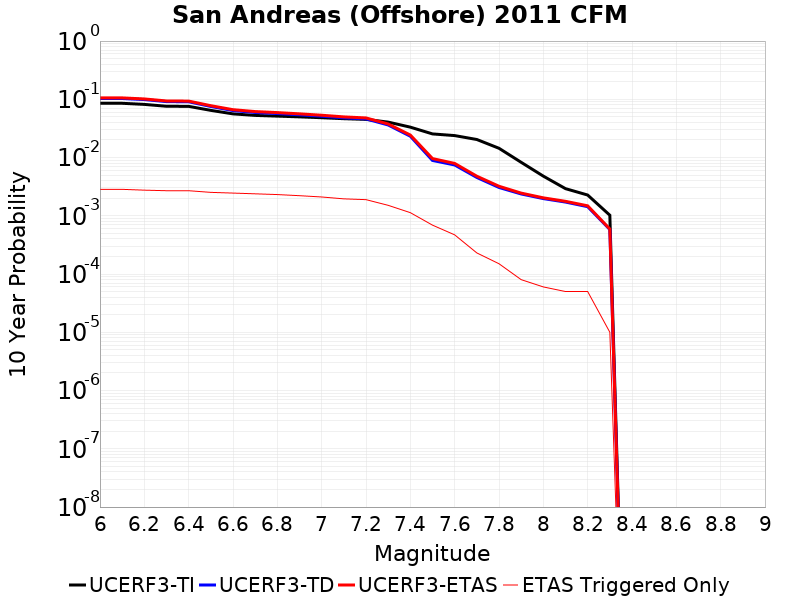 San Andreas (Offshore) 2011 CFM
10 Year Probability
10^0
10^-1
10^-2
10^-3
10^-4
10^-5
10^-6
10^-7
10^-8
6 6.2 6.4 6.6 6.8 7 7.2 7.4 7.6 7.8 8 8.2 8.4 8.6 8.8 9
Magnitude
UCERF3-TI UCERF3-TD UCERF3-ETAS ETAS Triggered Only